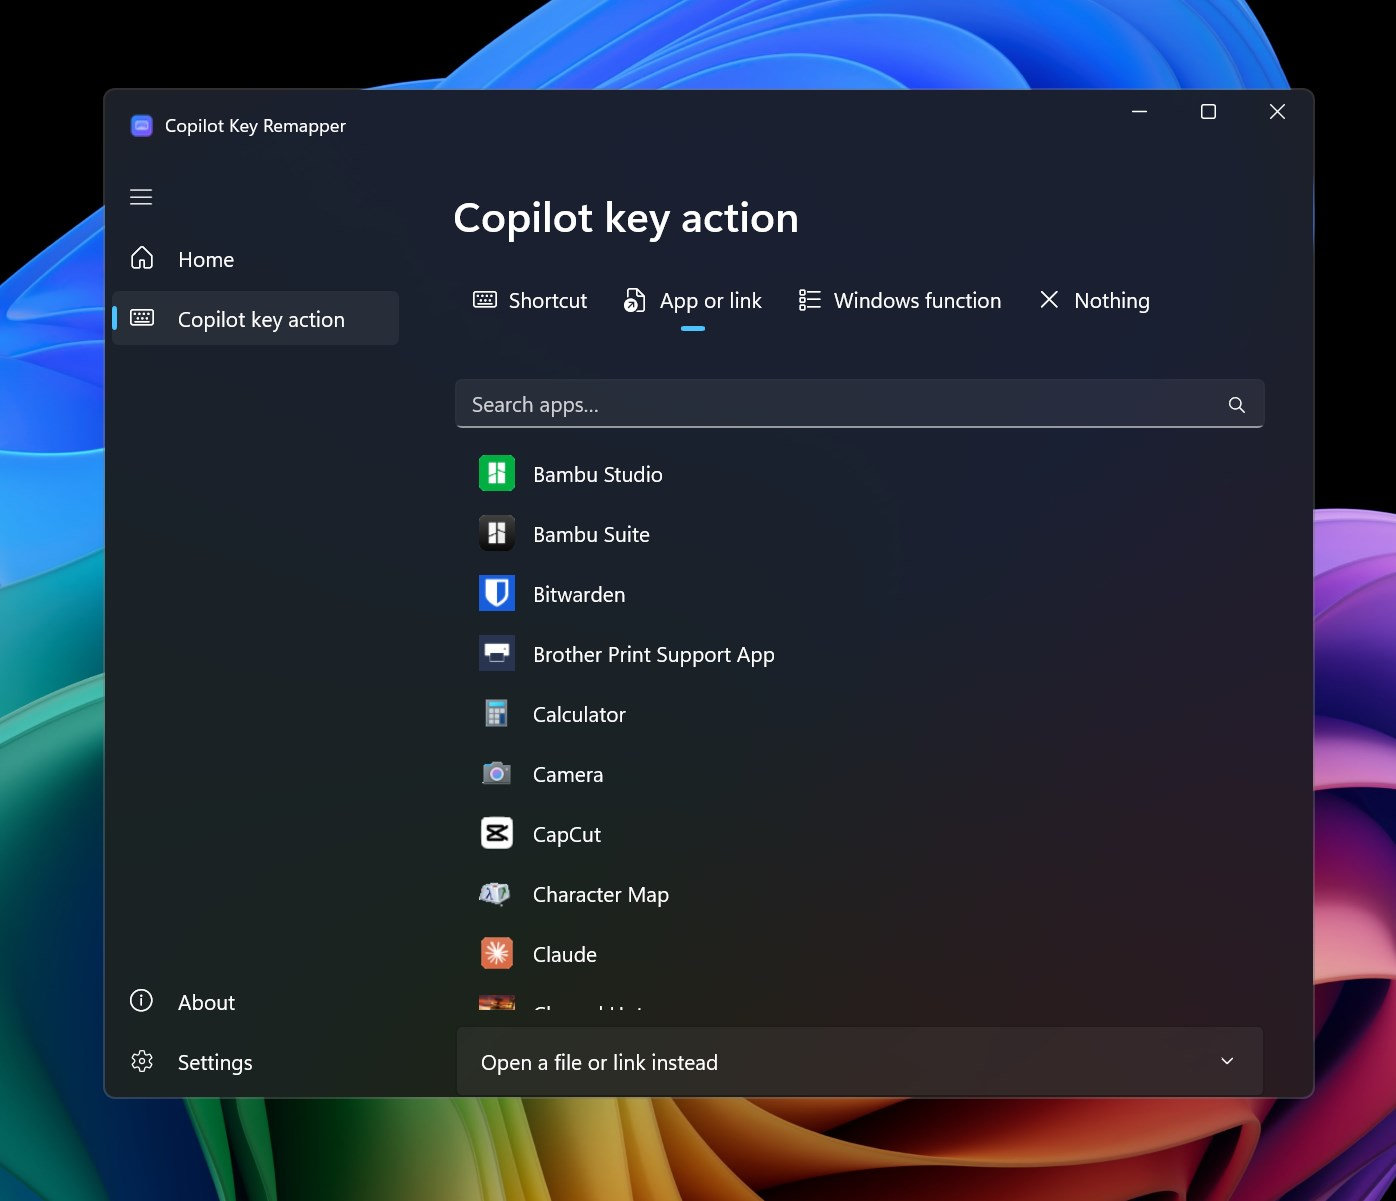 Copilot Key Remapper
Home
Copilot key action
About
Settings
Copilot key action
Shortcut
App or link
Windows function
Nothing
Search apps...
Bambu Studio
Bambu Suite
Bitwarden
Brother Print Support App
Calculator
Camera
CapCut
Character Map
Claude
Open a file or link instead